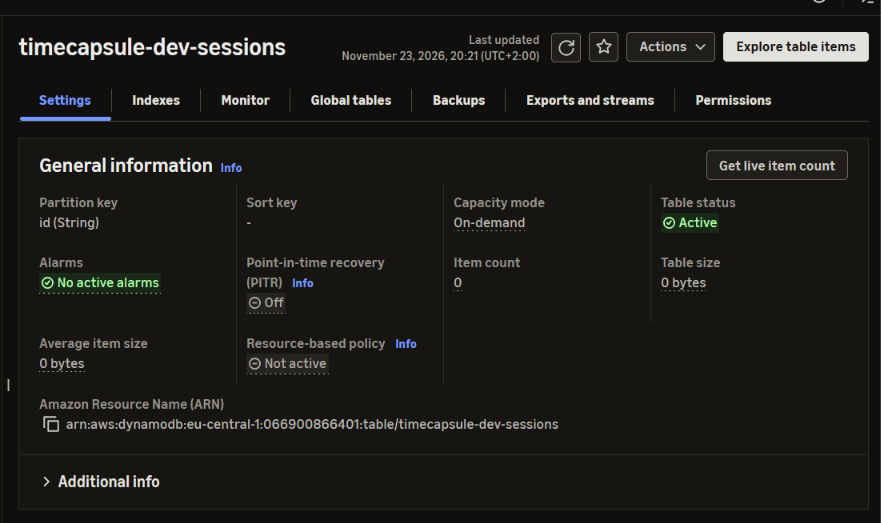 timecapsule-dev-sessions
Last updated
November 23, 2026, 20:21 (UTC+2:00)
Actions
Explore table items
Settings
Indexes
Monitor
Global tables
Backups
Exports and streams
Permissions
General information Info
Get live item count
Partition key
id (String)
Sort key
-
Capacity mode
On-demand
Table status
Active
Alarms
No active alarms
Point-in-time recovery
(PITR) Info
Off
Item count
0
Table size
0 bytes
Average item size
0 bytes
Resource-based policy Info
Not active
Amazon Resource Name (ARN)
arn:aws:dynamodb:eu-central-1:066900866401:table/timecapsule-dev-sessions
Additional info